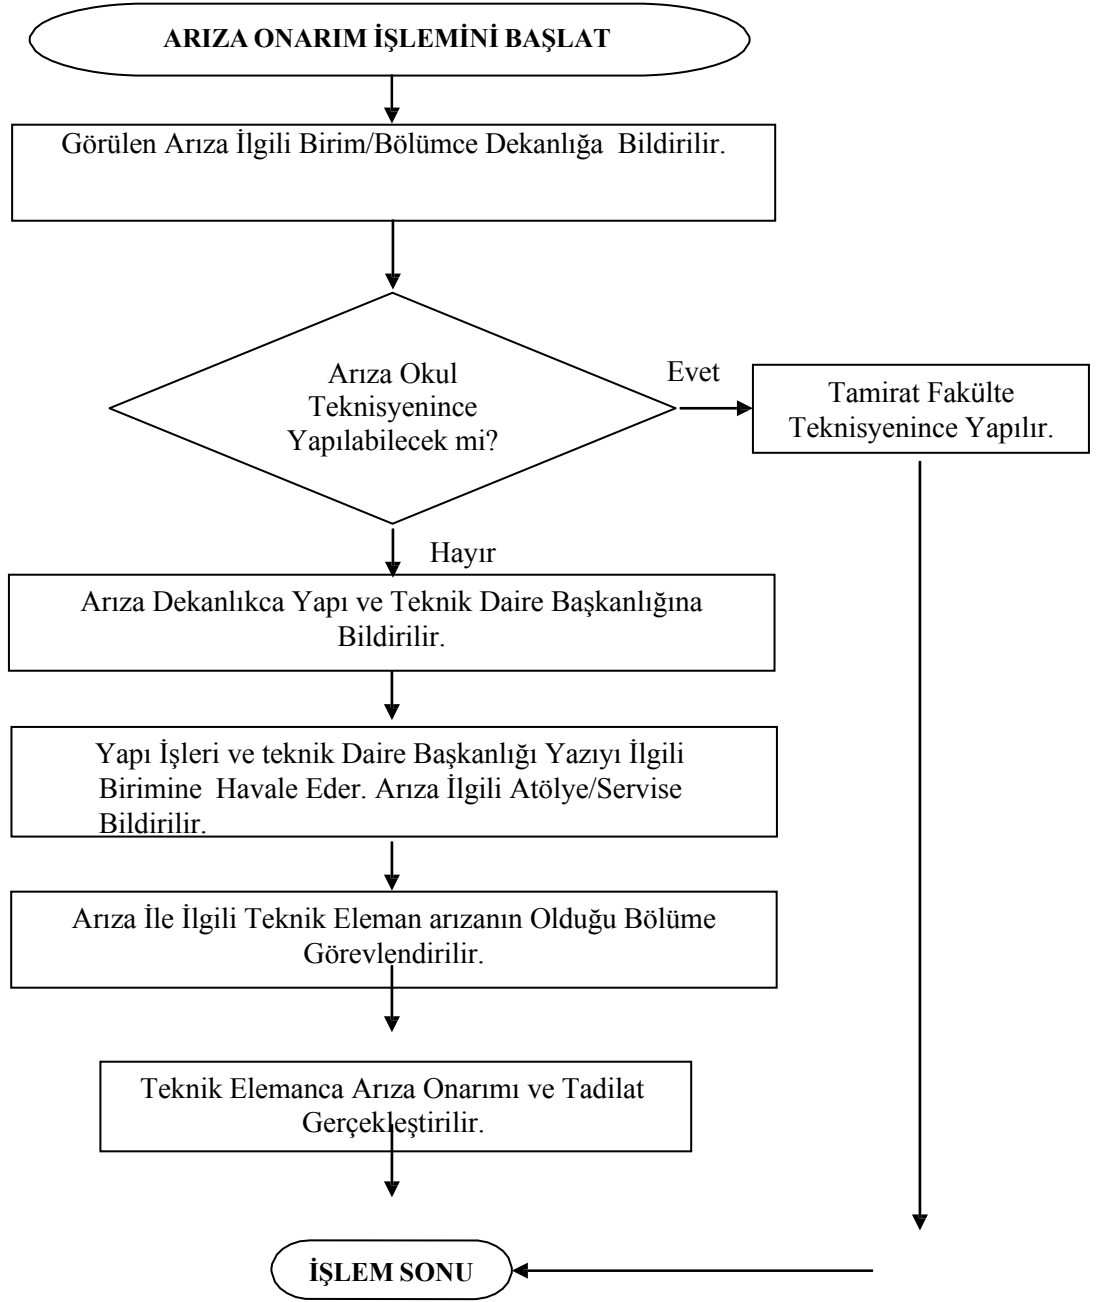 ARIZA ONARIM İŞLEMİNİ BAŞLAT
Görülen Arıza İlgili Birim/Bölümce Dekanlığa Bildirilir.
Arıza Okul
Teknisyenince
Yapılabilecek mi?
Evet
Tamirat Fakülte
Teknisyenince Yapılır.
Hayır
Arıza Dekanlıkca Yapı ve Teknik Daire Başkanlığına
Bildirilir.
Yapı İşleri ve teknik Daire Başkanlığı Yazıyı İlgili
Birimine Havale Eder. Arıza İlgili Atölye/Servise
Bildirilir.
Arıza İle İlgili Teknik Eleman arızanın Olduğu Bölüme
Görevlendirilir.
Teknik Elemanca Arıza Onarımı ve Tadilat
Gerçekleştirilir.
İŞLEM SONU